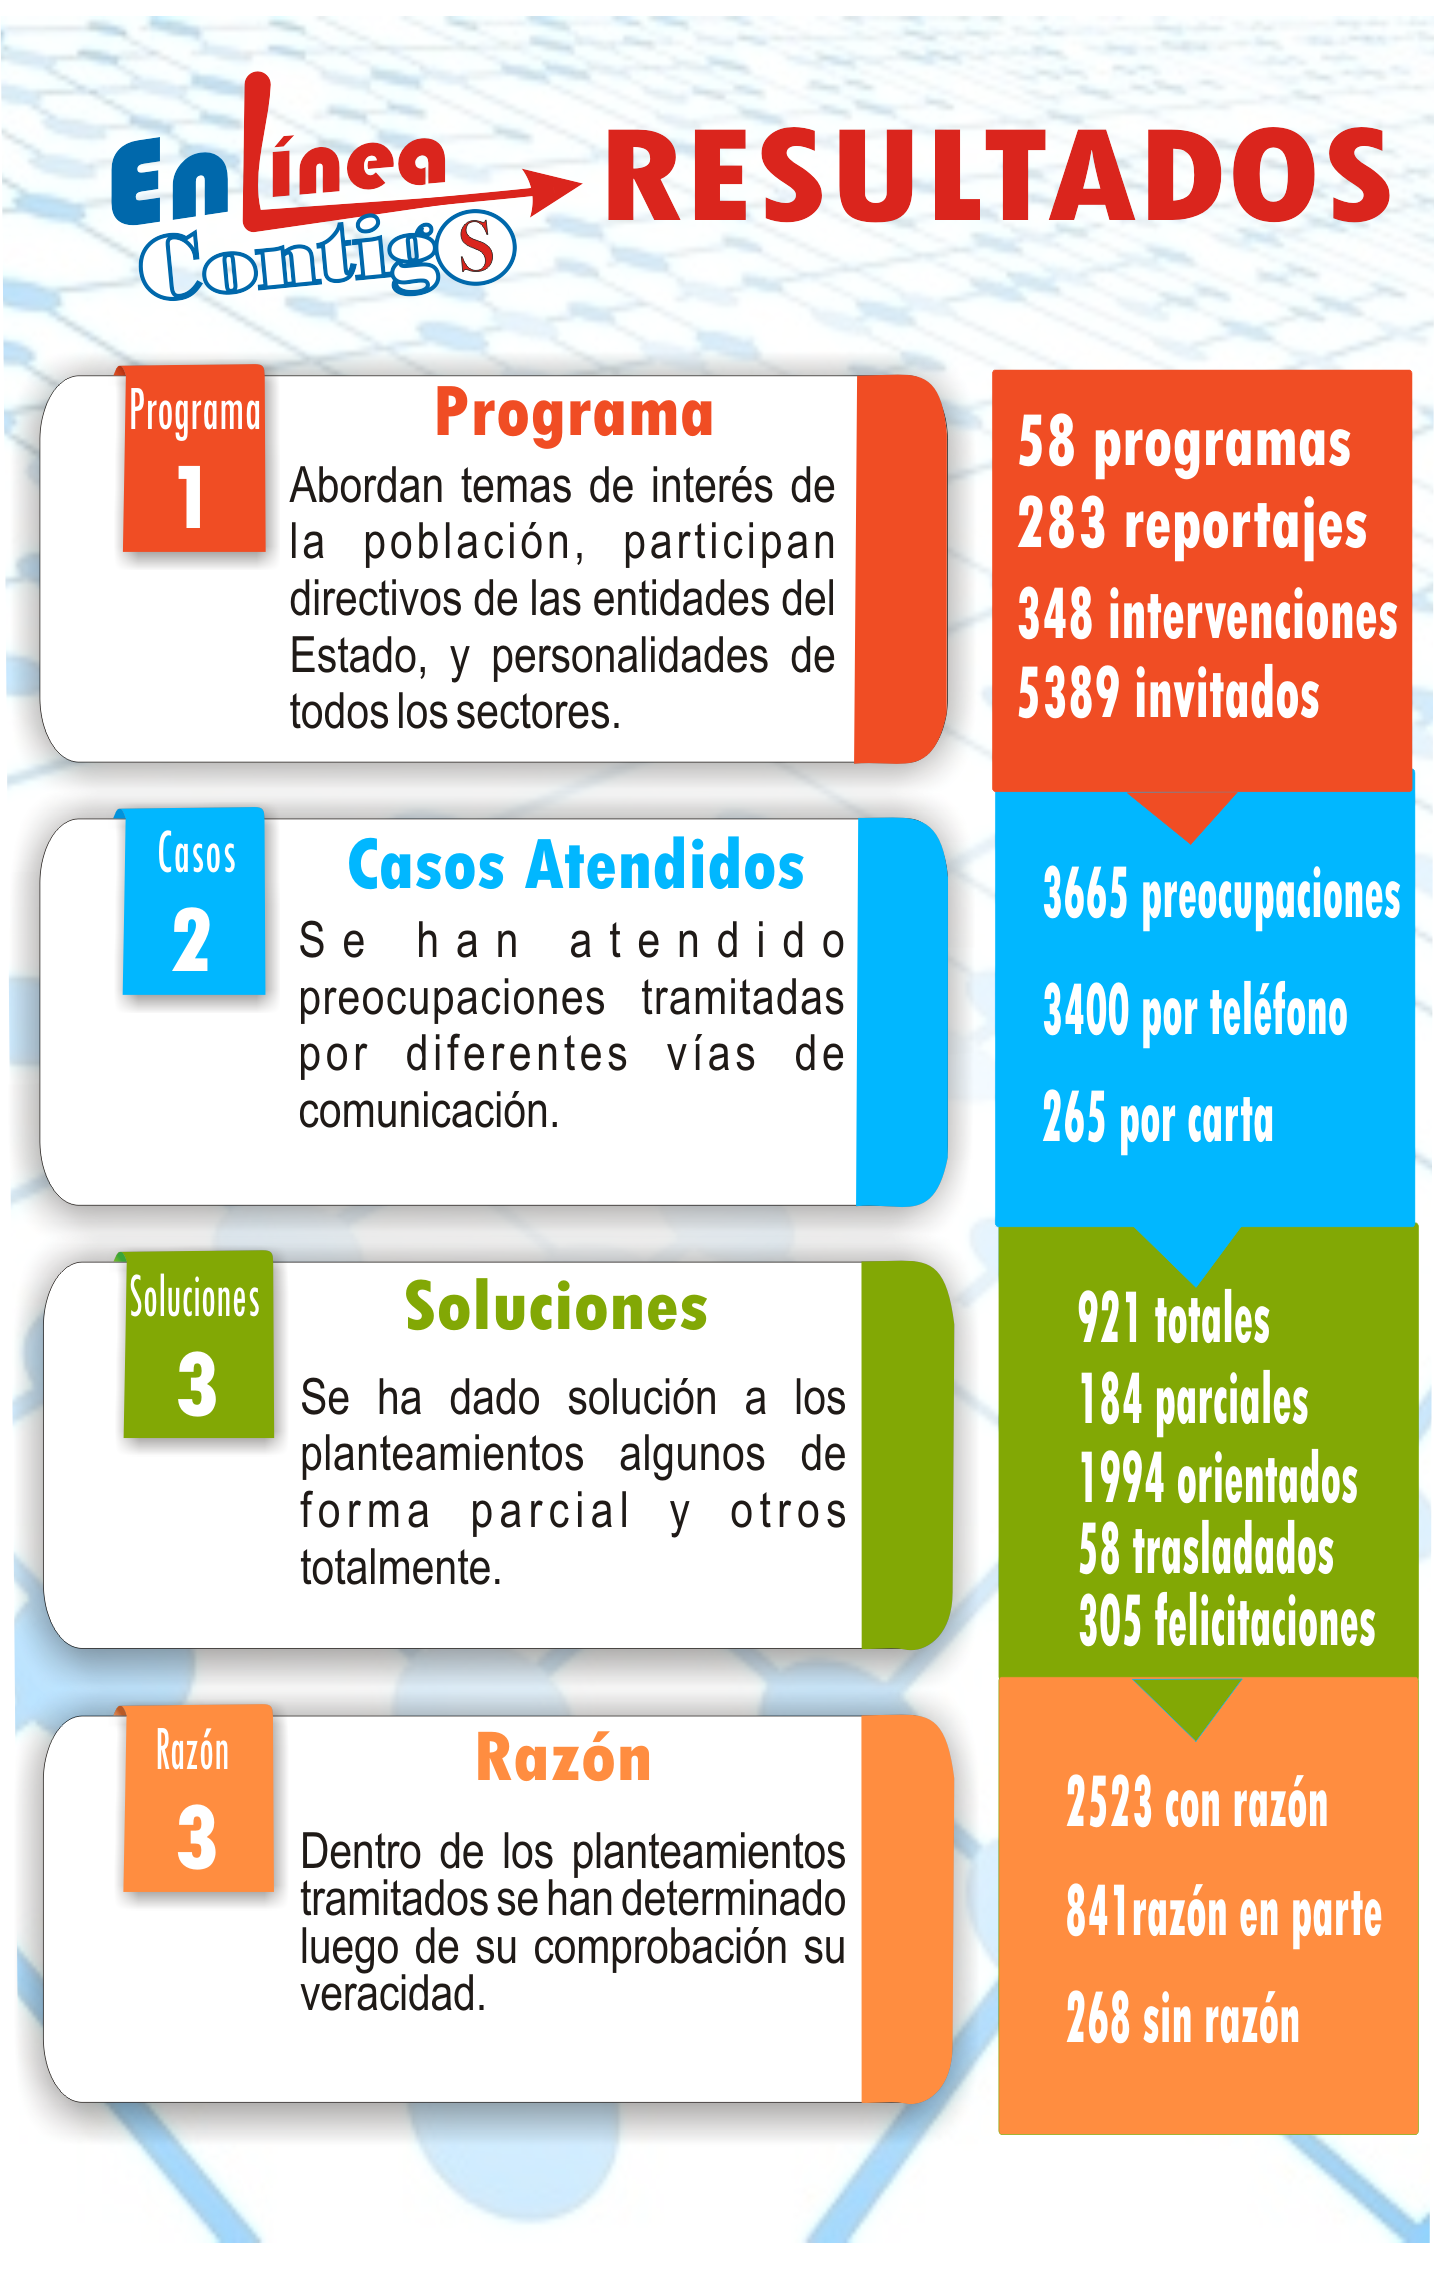 En Línea
Contigo S
RESULTADOS
Programa
1
Programa
Abordan temas de interés de
la población, participan
directivos de las entidades del
Estado, y personalidades de
todos los sectores.
58 programas
283 reportajes
348 intervenciones
5389 invitados
Casos
2
Casos Atendidos
Se han atendido
preocupaciones tramitadas
por diferentes vías de
comunicación.
3665 preocupaciones
3400 por teléfono
265 por carta
Soluciones
3
Soluciones
Se ha dado solución a los
planteamientos algunos de
forma parcial y otros
totalmente.
921 totales
184 parciales
1994 orientados
58 trasladados
305 felicitaciones
Razón
3
Razón
Dentro de los planteamientos
tramitados se han determinado
luego de su comprobación su
veracidad.
2523 con razón
841razón en parte
268 sin razón